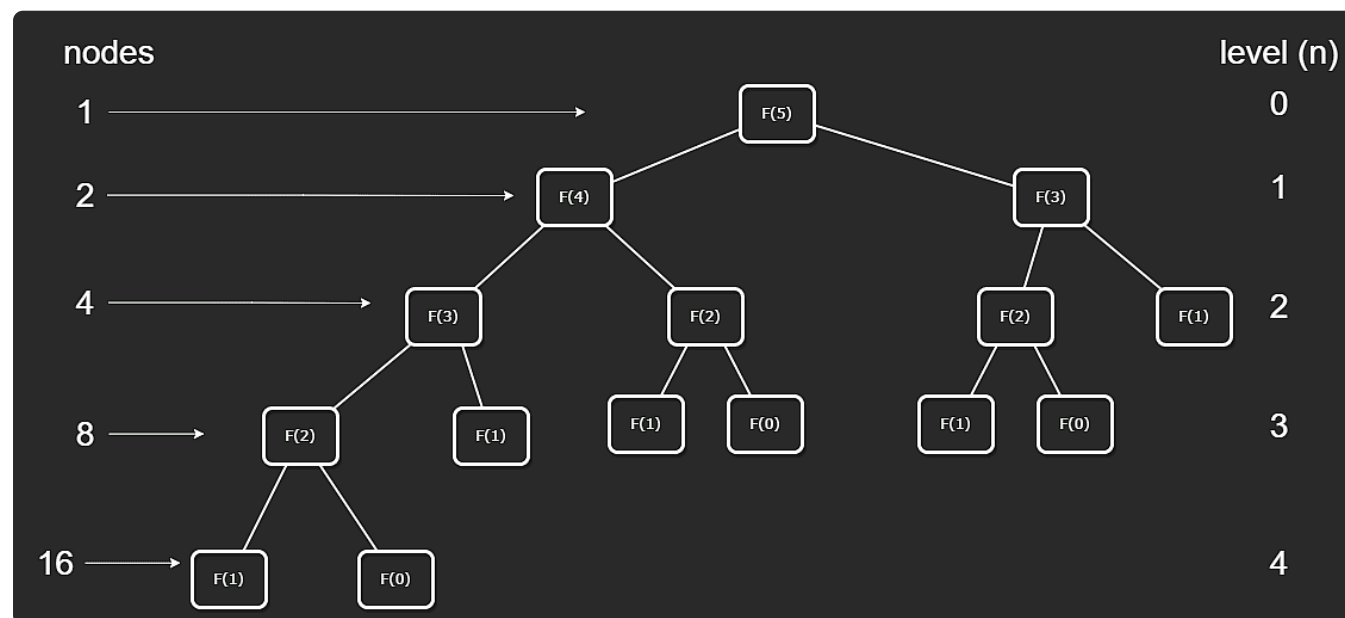 nodes level (n)
1 F(5) 0
2 F(4) F(3) 1
4 F(3) F(2) F(2) F(1) 2
8 F(2) F(1) F(1) F(0) F(1) F(0) 3
16 F(1) F(0) 4